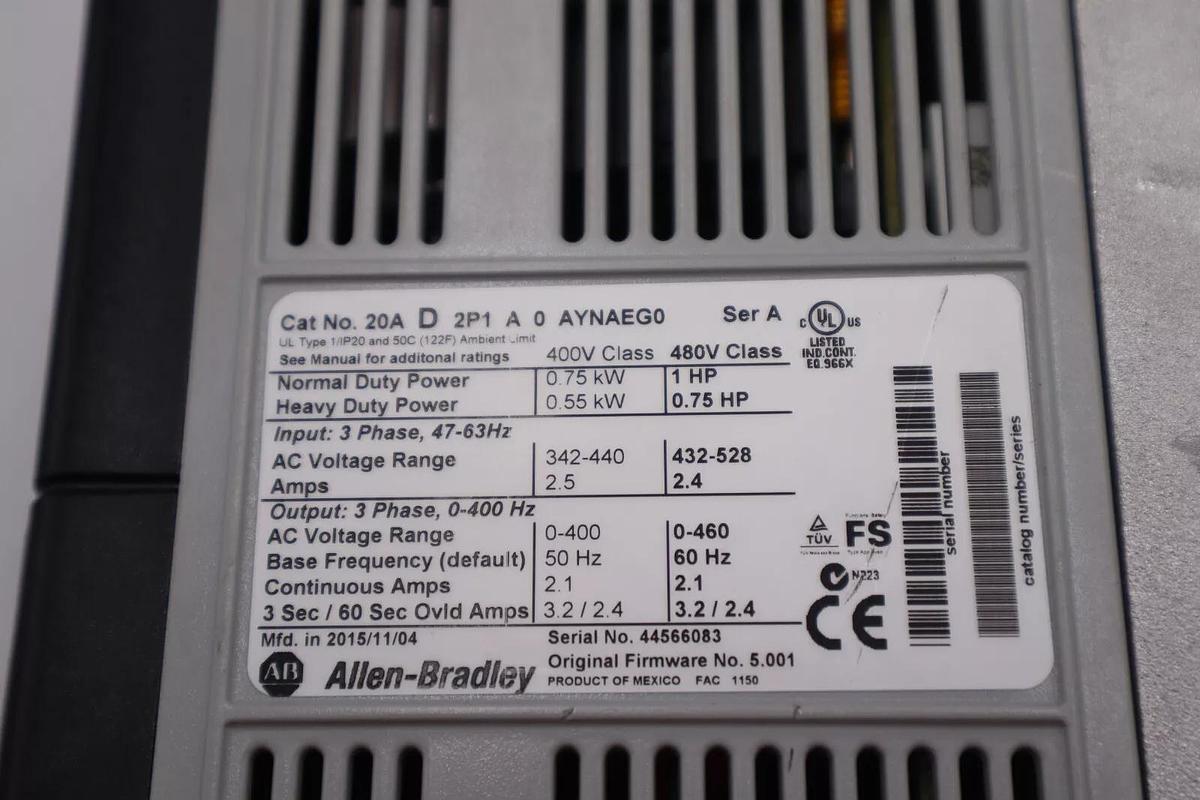 Cat No. 20A D 2P1 A 0 AYNAEG0 Ser A
UL Type 1/IP20 and 50C (122F) Ambient Limit
See Manual for additonal ratings 400V Class 480V Class
Normal Duty Power 0.75 kW 1 HP
Heavy Duty Power 0.55 kW 0.75 HP
Input: 3 Phase, 47-63Hz
AC Voltage Range 342-440 432-528
Amps 2.5 2.4
Output: 3 Phase, 0-400 Hz
AC Voltage Range 0-400 0-460
Base Frequency (default) 50 Hz 60 Hz
Continuous Amps 2.1 2.1
3 Sec / 60 Sec Ovld Amps 3.2 / 2.4 3.2 / 2.4
Mfd. in 2015/11/04 Serial No. 44566083
Original Firmware No. 5.001
AB Allen-Bradley PRODUCT OF MEXICO FAC 1150
C UL US
LISTED
IND.CONT.
EQ.966X
TÜV FS
N223
CE
serial number
catalog number/series